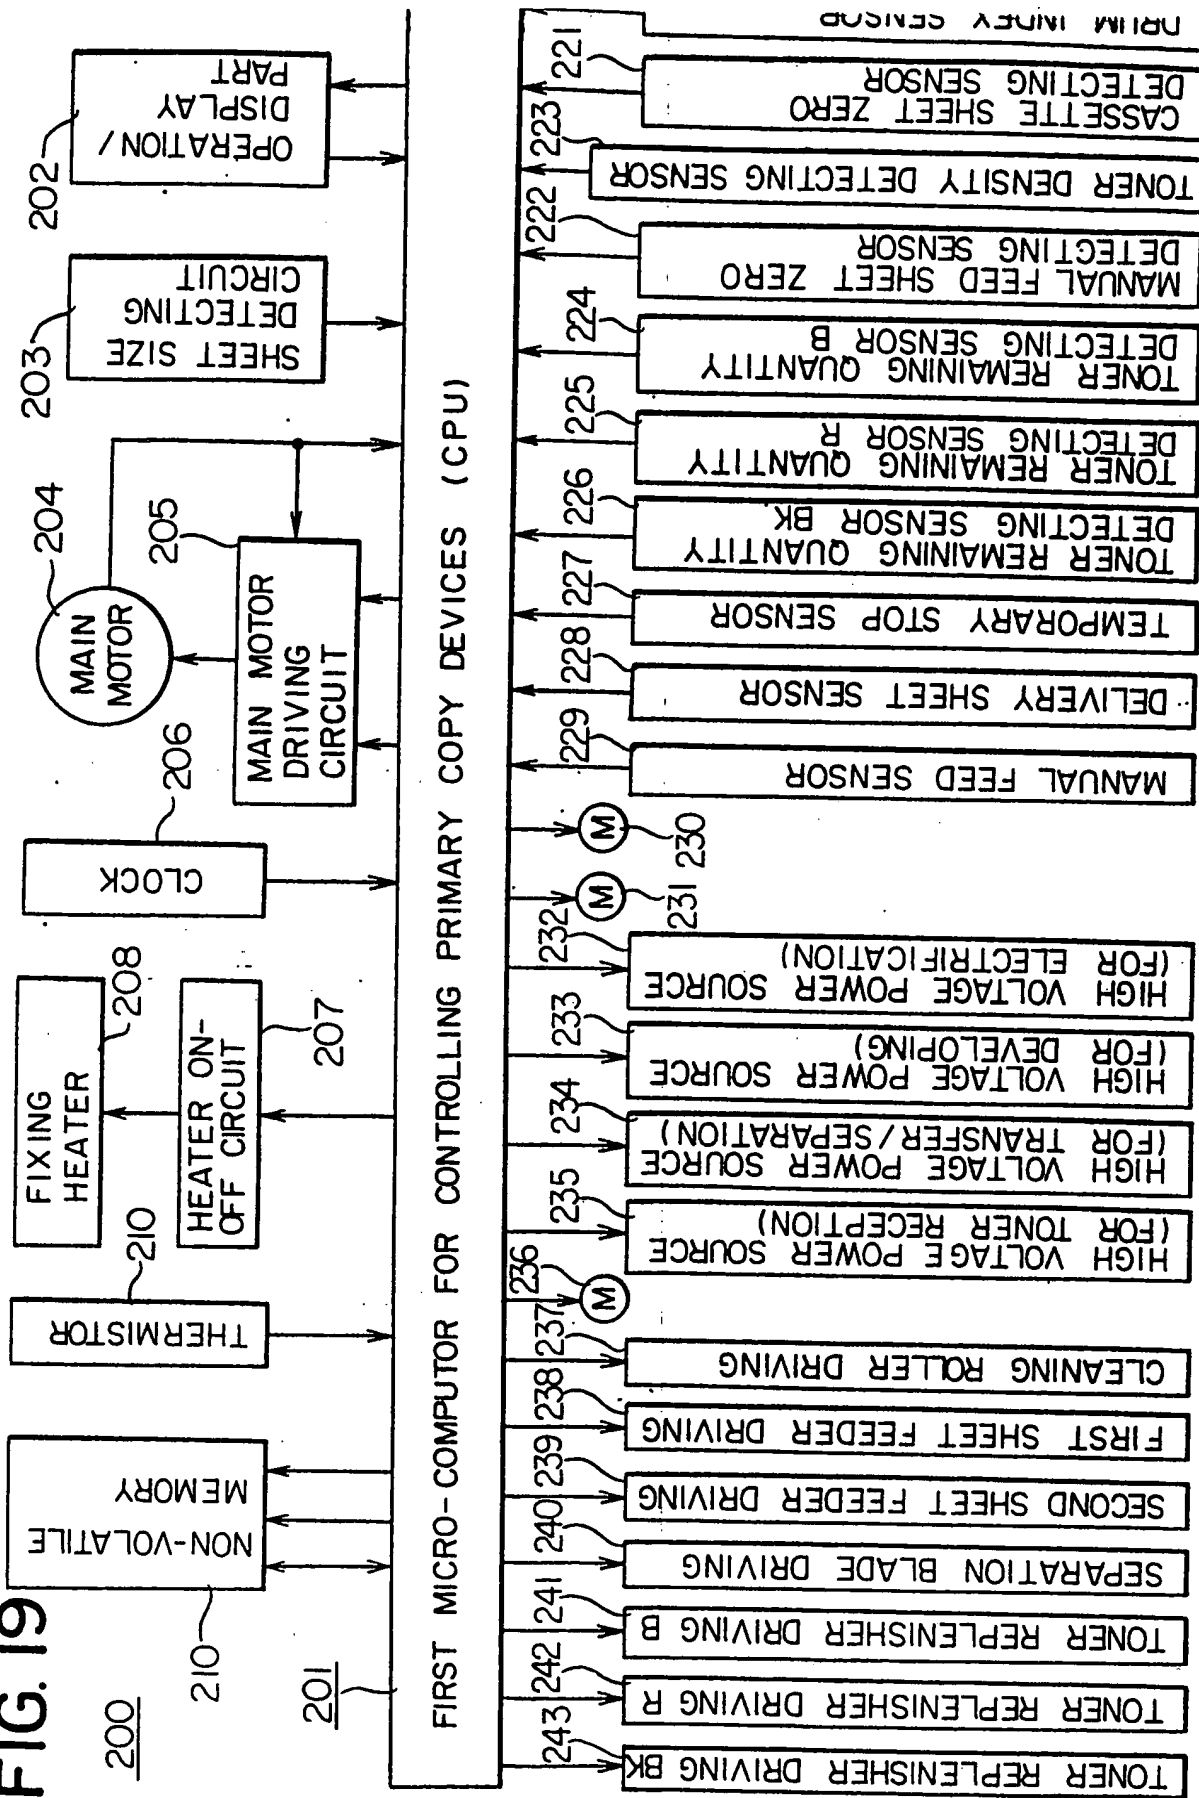 FIG. 19
200
210
NON-VOLATILE
MEMORY
THERMISTOR
210
FIXING
HEATER
208
HEATER ON-
OFF CIRCUIT
207
CLOCK
206
MAIN
MOTOR
204
MAIN MOTOR
DRIVING
CIRCUIT
205
203
SHEET SIZE
DETECTING
CIRCUIT
202
OPERATION/
DISPLAY
PART
201
FIRST MICRO-COMPUTOR FOR CONTROLLING PRIMARY COPY DEVICES (CPU)
243
TONER REPLENISHER DRIVING BK
242
TONER REPLENISHER DRIVING R
241
TONER REPLENISHER DRIVING B
240
SEPARATION BLADE DRIVING
239
SECOND SHEET FEEDER DRIVING
238
FIRST SHEET FEEDER DRIVING
237
CLEANING ROLLER DRIVING
236
M
235
HIGH VOLTAGE POWER SOURCE
(FOR TONER RECEPTION)
234
HIGH VOLTAGE POWER SOURCE
(FOR TRANSFER/SEPARATION)
233
HIGH VOLTAGE POWER SOURCE
(FOR DEVELOPING)
232
HIGH VOLTAGE POWER SOURCE
(FOR ELECTRIFICATION)
M
231
M
230
229
MANUAL FEED SENSOR
228
DELIVERY SHEET SENSOR
227
TEMPORARY STOP SENSOR
226
TONER REMAINING QUANTITY
DETECTING SENSOR BK
225
TONER REMAINING QUANTITY
DETECTING SENSOR R
224
TONER REMAINING QUANTITY
DETECTING SENSOR B
222
MANUAL FEED SHEET ZERO
DETECTING SENSOR
223
TONER DENSITY DETECTING SENSOR
221
CASSETTE SHEET ZERO
DETECTING SENSOR
DRUM INDEX SENSOR